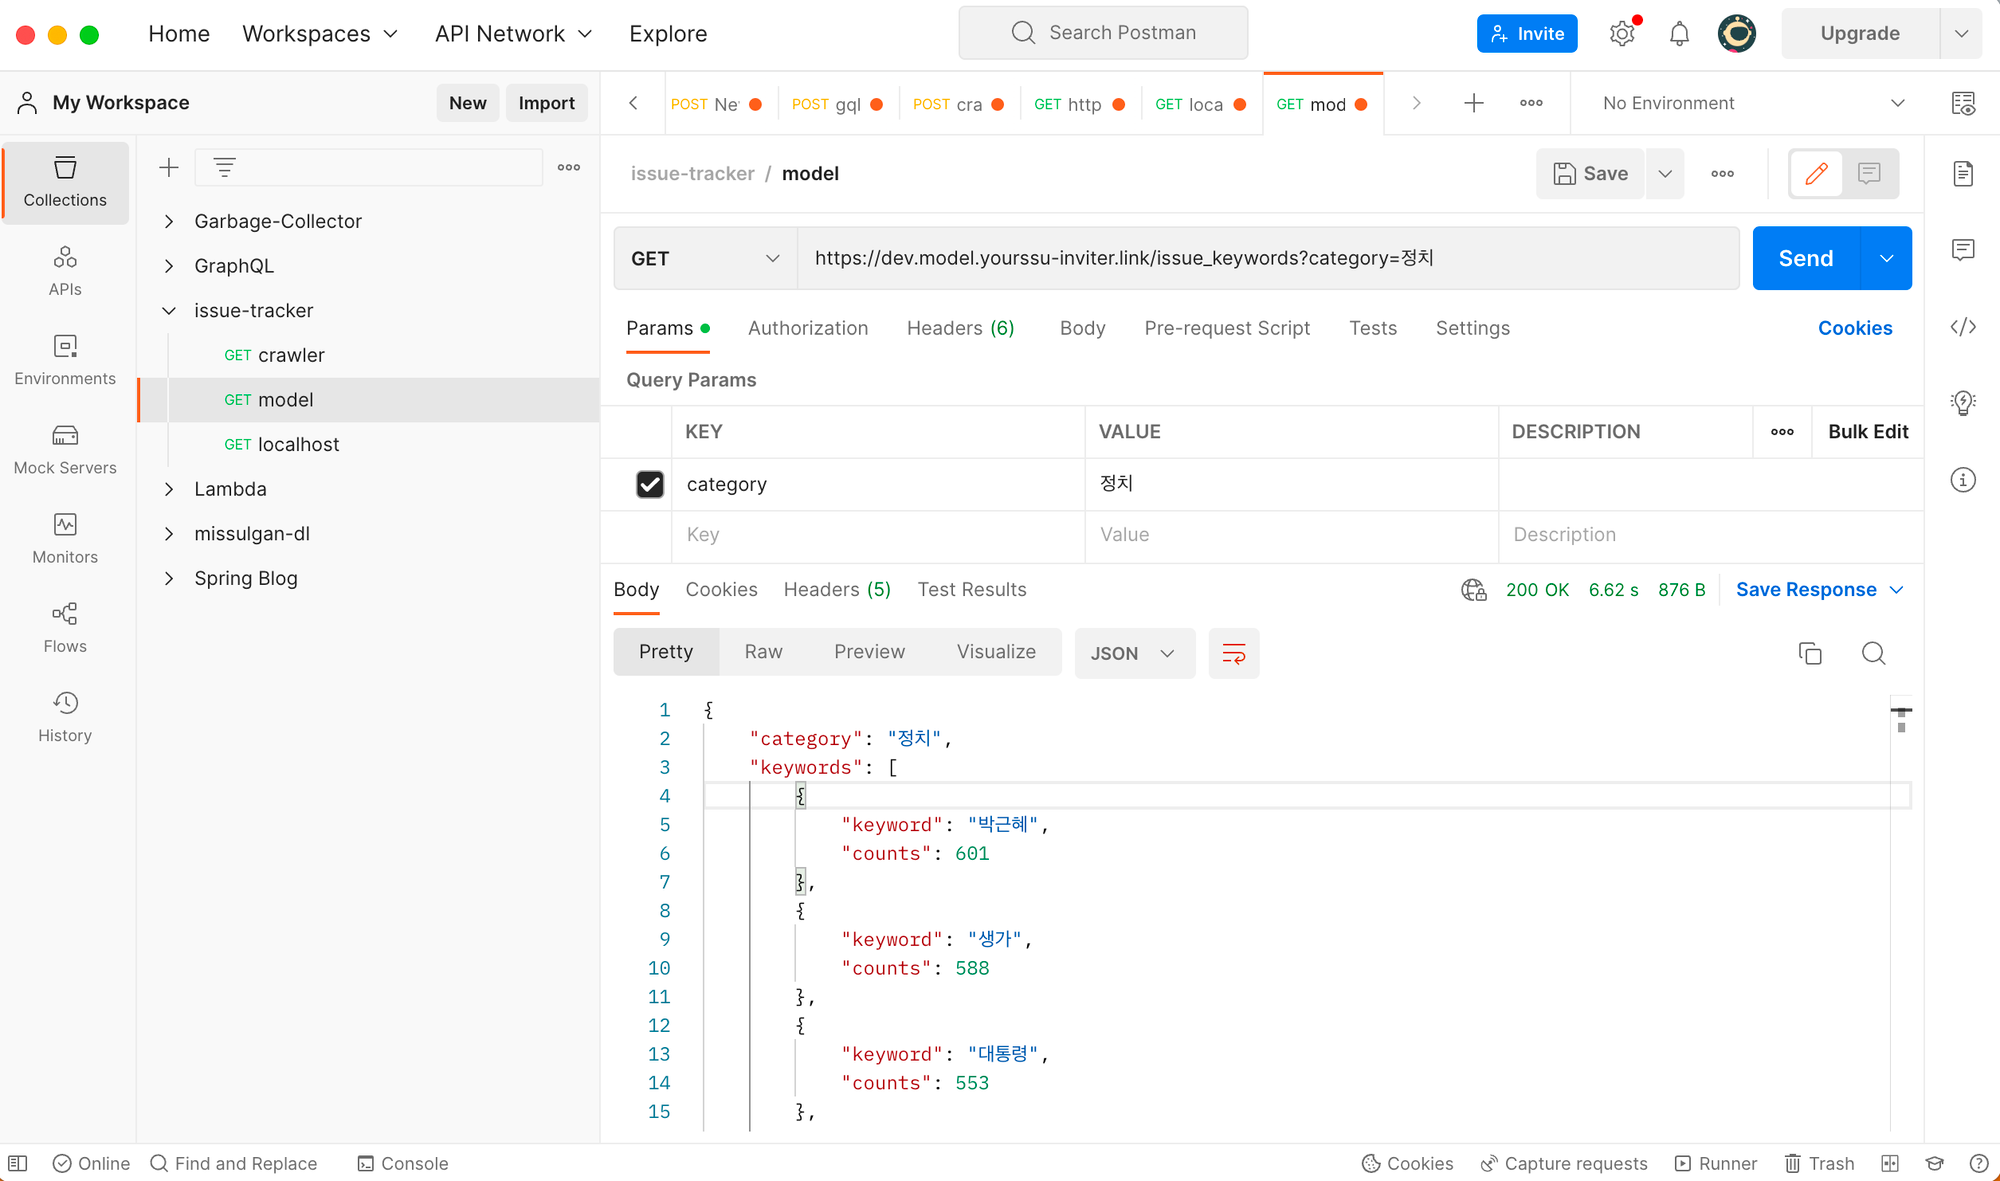 Home Workspaces API Network Explore Search Postman Invite Upgrade
My Workspace New Import
POST Ne POST gql POST cra GET http GET loca GET mod No Environment
Collections
APIs
Environments
Mock Servers
Monitors
Flows
History
Garbage-Collector
GraphQL
issue-tracker
GET crawler
GET model
GET localhost
Lambda
missulgan-dl
Spring Blog
issue-tracker / model Save
GET https://dev.model.yourssu-inviter.link/issue_keywords?category=정치 Send
Params Authorization Headers (6) Body Pre-request Script Tests Settings Cookies
Query Params
KEY VALUE DESCRIPTION Bulk Edit
category 정치
Key Value Description
Body Cookies Headers (5) Test Results 200 OK 6.62 s 876 B Save Response
Pretty Raw Preview Visualize JSON
1 {
2 "category": "정치",
3 "keywords": [
4 {
5 "keyword": "박근혜",
6 "counts": 601
7 },
8 {
9 "keyword": "생가",
10 "counts": 588
11 },
12 {
13 "keyword": "대통령",
14 "counts": 553
15 },
Online Find and Replace Console Cookies Capture requests Runner Trash